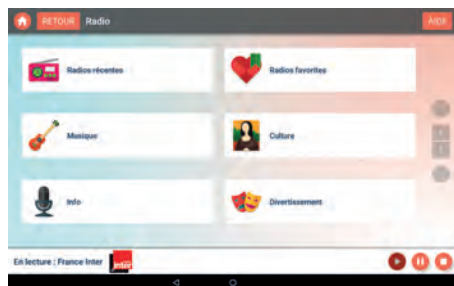 RETOUR Radio AIDE
Radios récentes
Radios favorites
Musique
Culture
Info
Divertissement
En lecture : France Inter inter